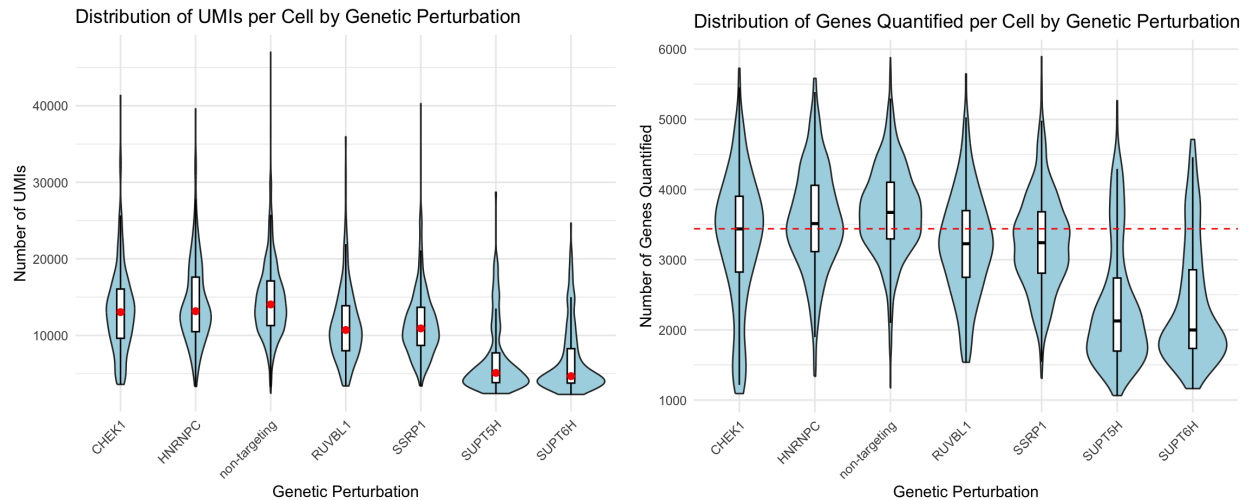 Distribution of UMIs per Cell by Genetic Perturbation
Number of UMIs
40000
30000
20000
10000
CHEK1
HNRNPC
non-targeting
RUVBL1
SSRP1
SUPT5H
SUPT6H
Genetic Perturbation
Distribution of Genes Quantified per Cell by Genetic Perturbation
Number of Genes Quantified
6000
5000
4000
3000
2000
1000
CHEK1
HNRNPC
non-targeting
RUVBL1
SSRP1
SUPT5H
SUPT6H
Genetic Perturbation